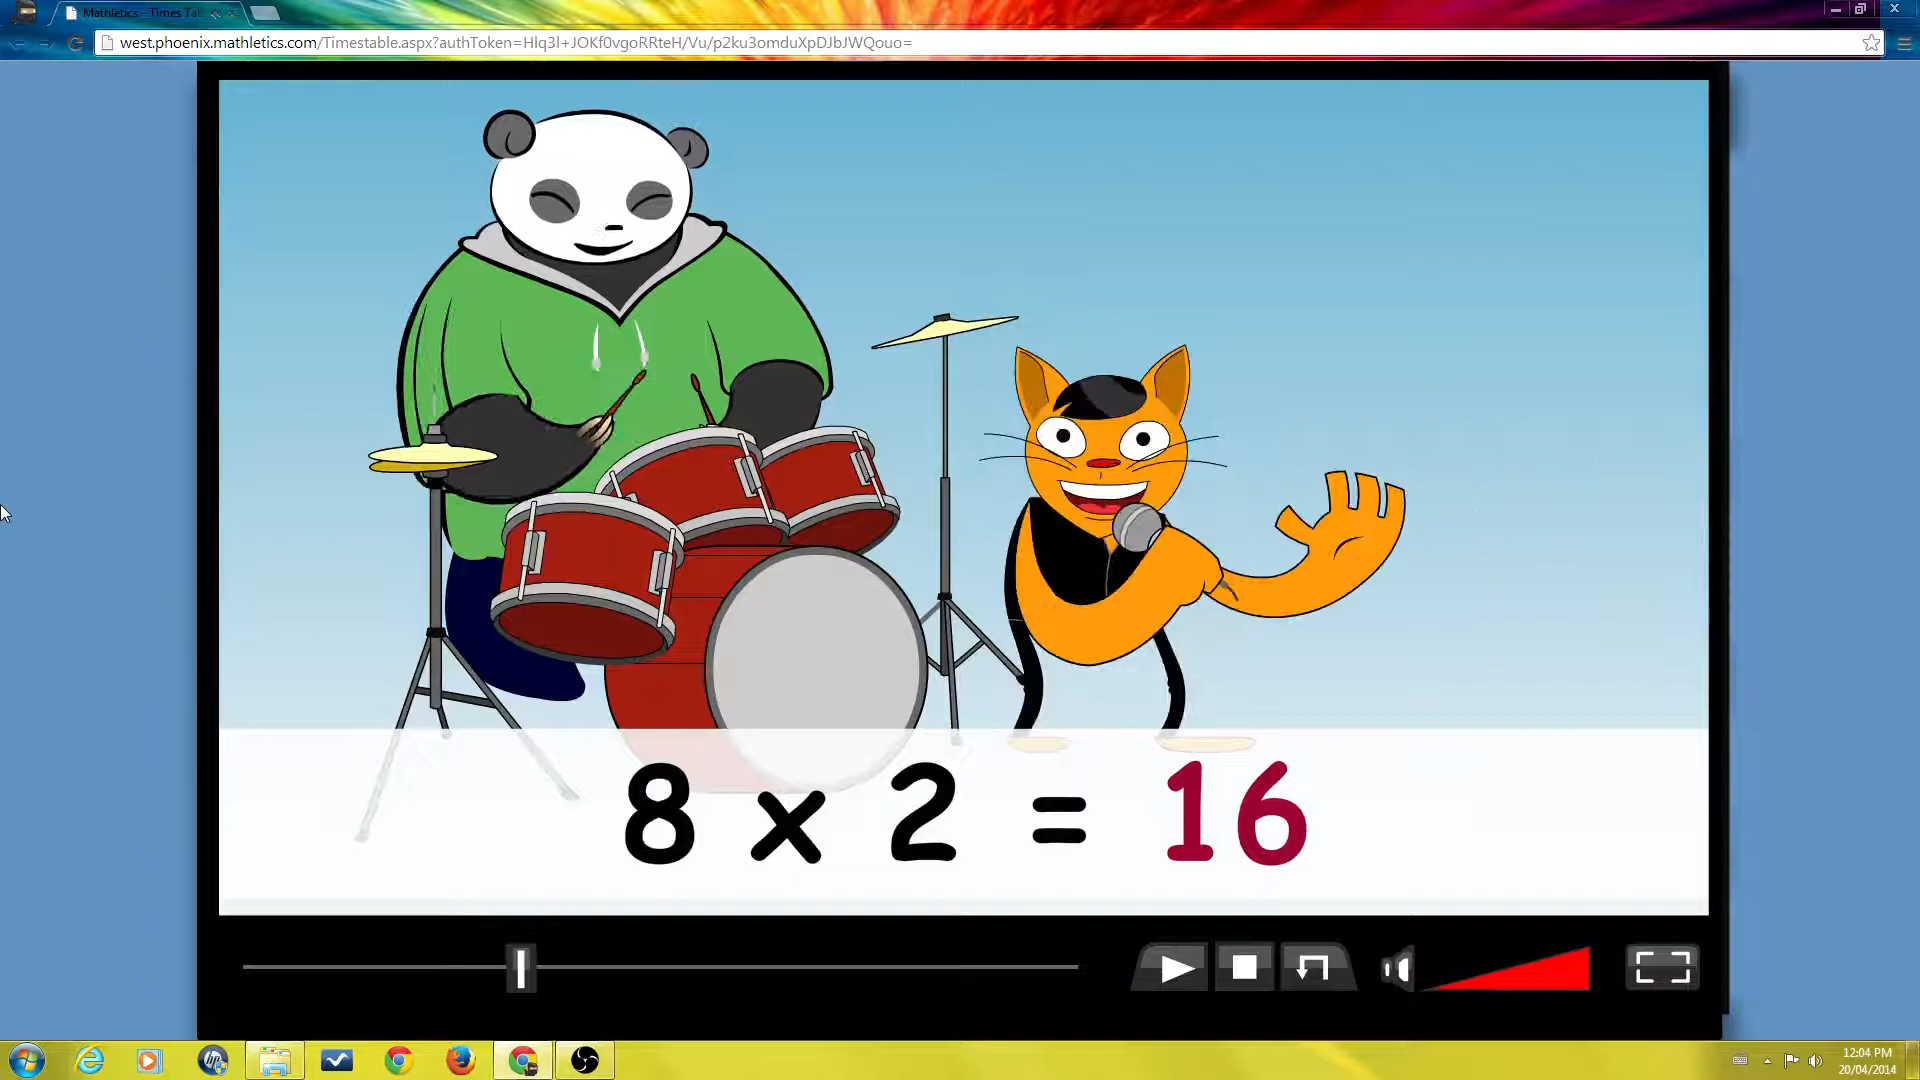 Mathletics - Times Tab
west.phoenix.mathletics.com/Timestable.aspx?authToken=Hlq3l+JOKf0vgoRRteH/Vu/p2ku3omduXpDJbJWQouo=
8 x 2 = 16
hp
12:04 PM
20/04/2014